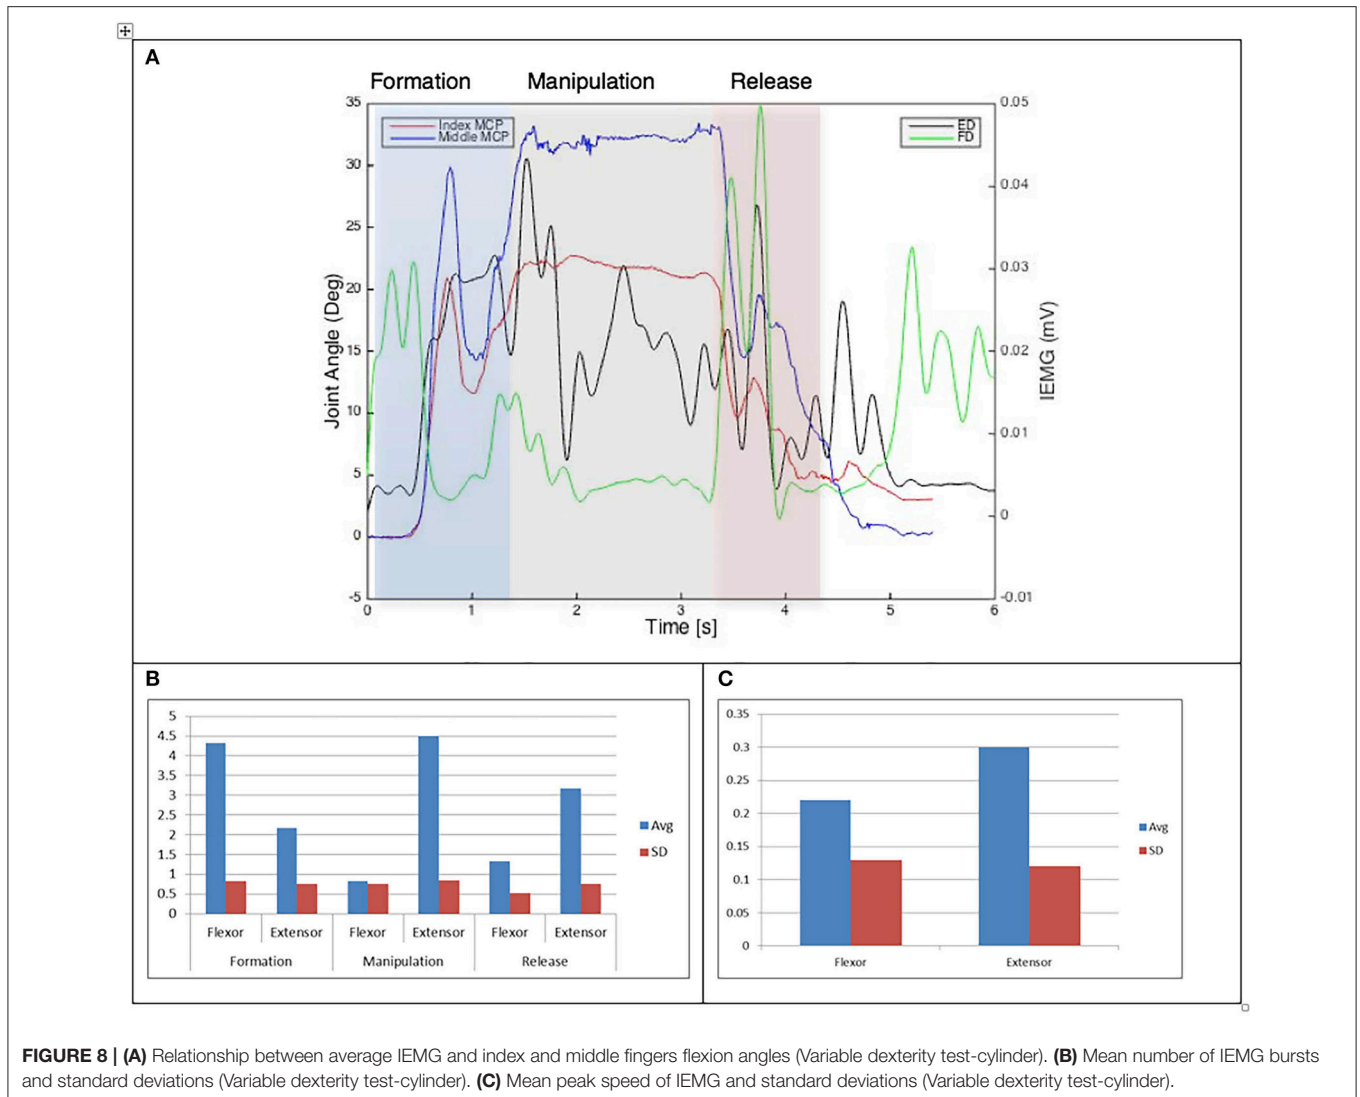 A
Formation Manipulation Release
35 0.05
Index MCP ED
Middle MCP FD
30
0.04
25
0.03
20
Joint Angle (Deg)
15 0.02
IEMG (mV)
10
0.01
5
0
0
-5 -0.01
0 1 2 3 4 5 6
Time [s]
B
5
4.5
4
3.5
3
2.5
2
1.5
1
0.5
0
Avg
SD
Flexor Extensor Flexor Extensor Flexor Extensor
Formation Manipulation Release
C
0.35
0.3
0.25
0.2
0.15
0.1
0.05
0
Avg
SD
Flexor Extensor
FIGURE 8 | (A) Relationship between average IEMG and index and middle fingers flexion angles (Variable dexterity test-cylinder). (B) Mean number of IEMG bursts
and standard deviations (Variable dexterity test-cylinder). (C) Mean peak speed of IEMG and standard deviations (Variable dexterity test-cylinder).